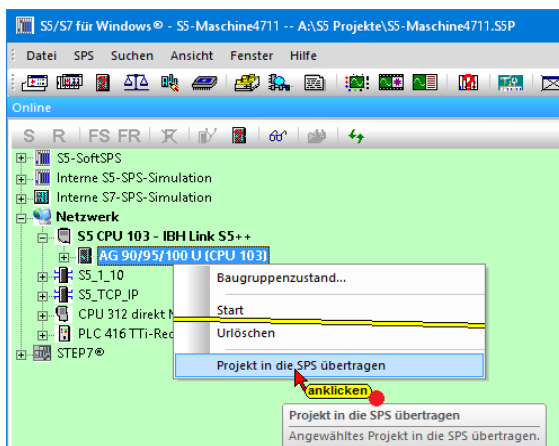 S5/S7 für Windows® - S5-Maschine4711 -- A:\S5 Projekte\S5-Maschine4711.S5P
Datei SPS Suchen Ansicht Fenster Hilfe
Online
S R FS FR
S5-SoftSPS
Interne S5-SPS-Simulation
Interne S7-SPS-Simulation
Netzwerk
S5 CPU 103 - IBH Link S5++
AG 90/95/100 U (CPU 103)
S5_1_10
Baugruppenzustand...
S5_TCP_IP
CPU 312 direkt
Start
PLC 416 TTi-Rec
Urlöschen
STEP7®
Projekt in die SPS übertragen
anklicken
Projekt in die SPS übertragen
Angewähltes Projekt in die SPS übertragen.